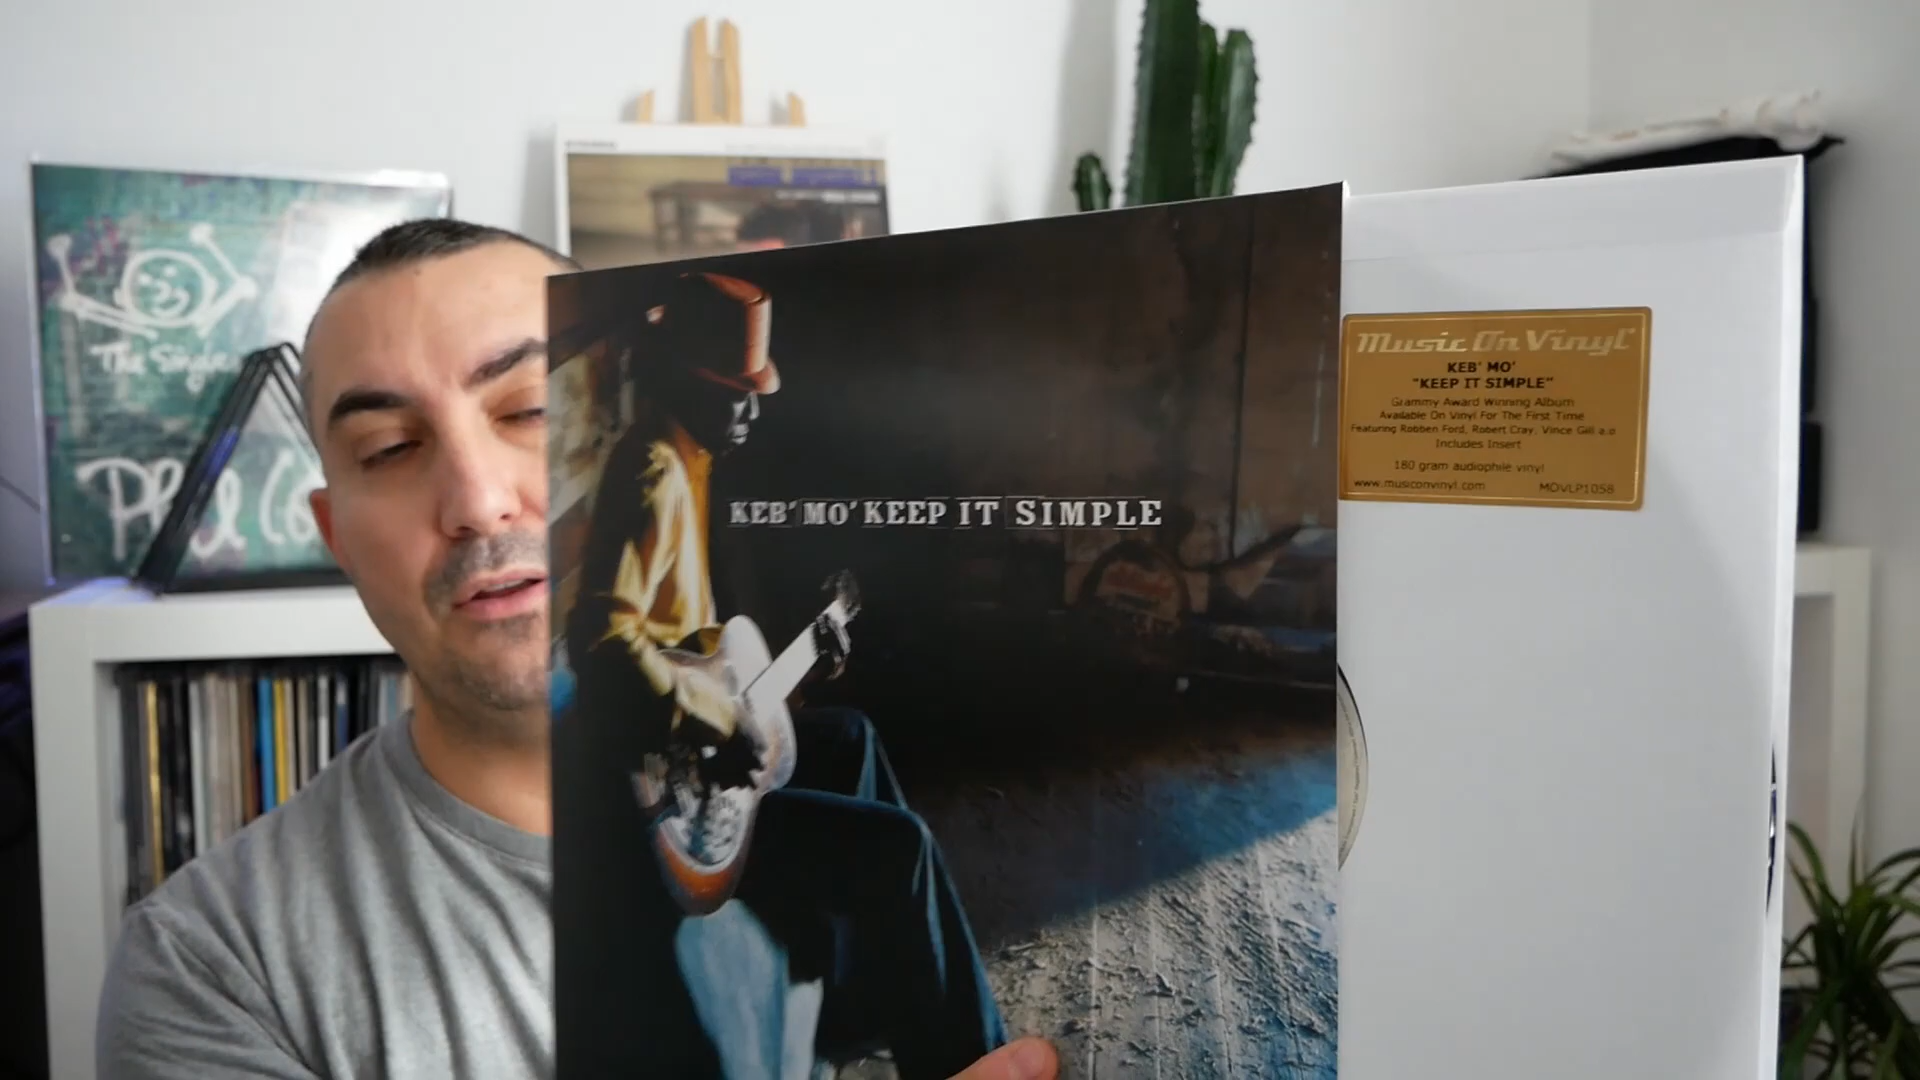 The Singles
Phil Co
KEB' MO' KEEP IT SIMPLE
Music On Vinyl
KEB' MO'
"KEEP IT SIMPLE"
Grammy Award Winning Album
Available On Vinyl For The First Time
Featuring Robben Ford, Robert Cray, Vince Gill a.o
Includes Insert
180 gram audiophile vinyl
www.musiconvinyl.com MOVLP1058